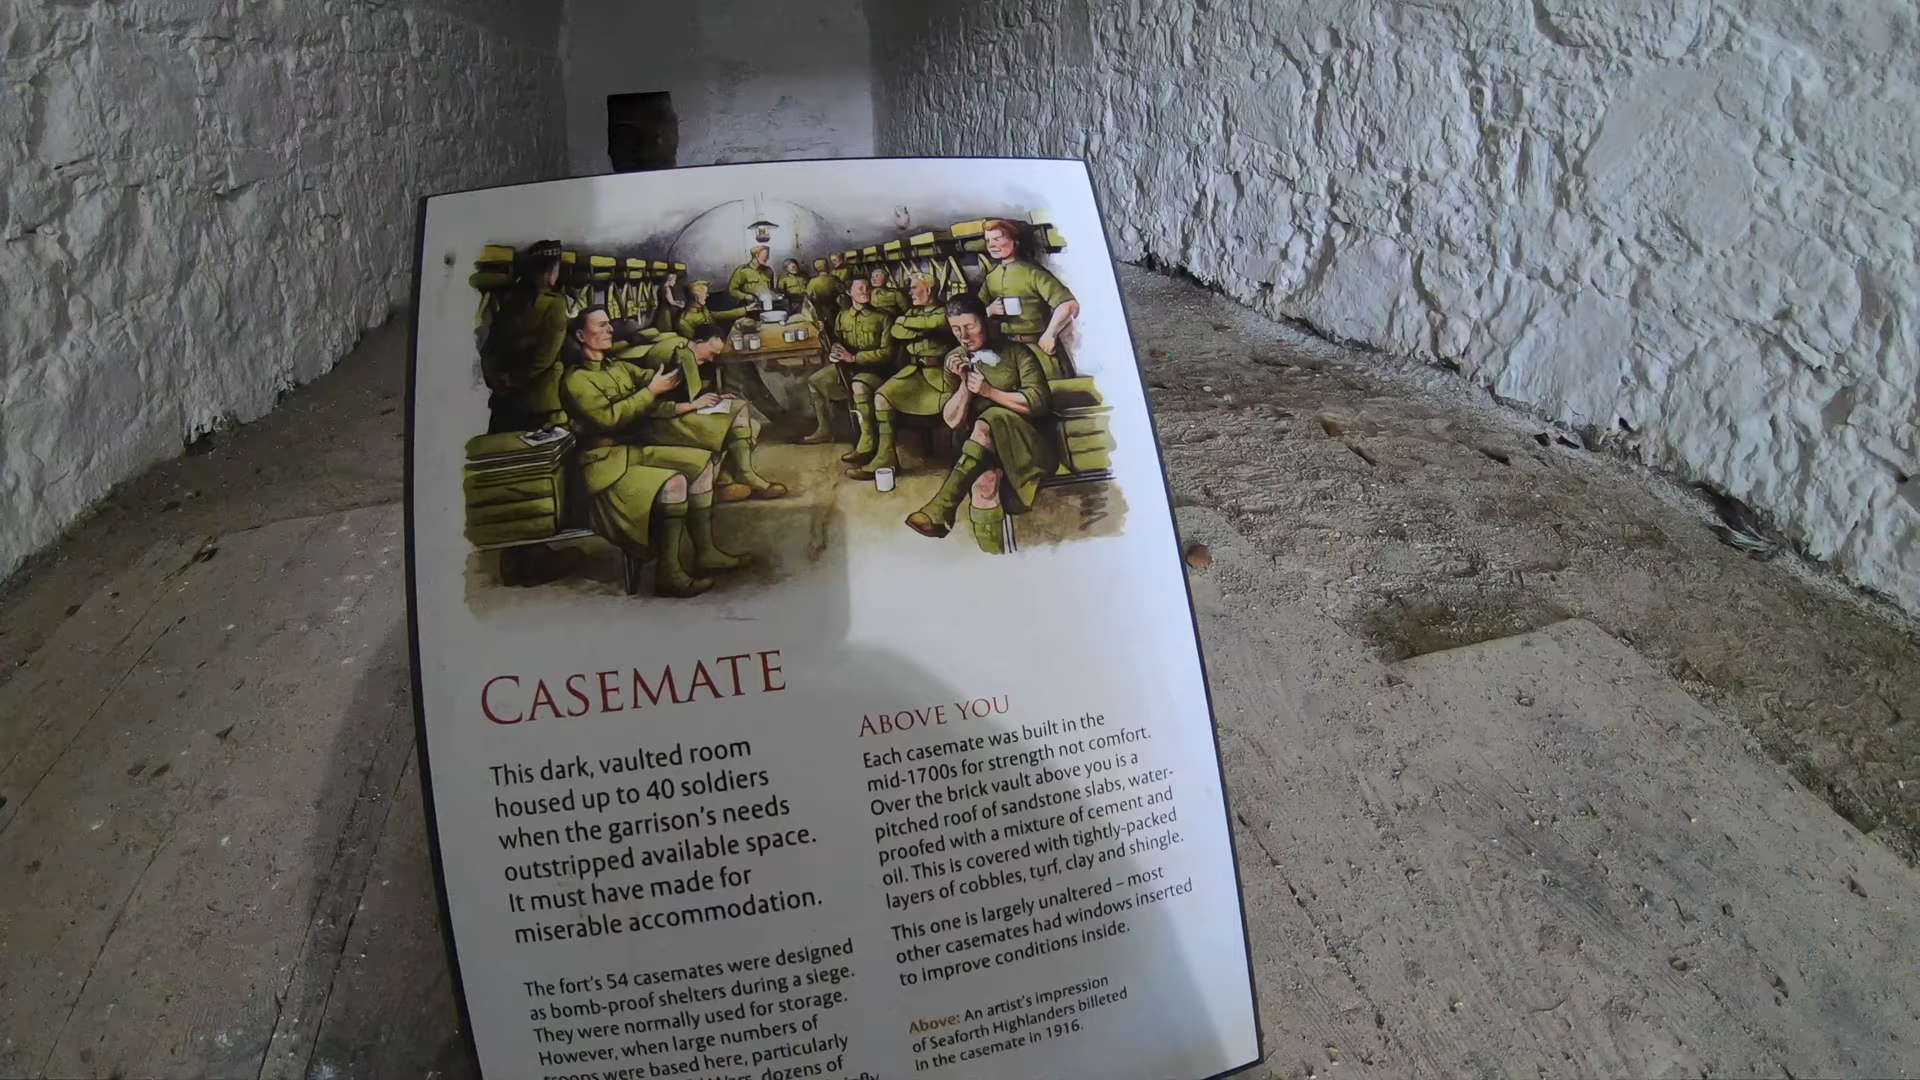 CASEMATE
This dark, vaulted room
housed up to 40 soldiers
when the garrison's needs
outstripped available space.
It must have made for
miserable accommodation.
The fort's 54 casemates were designed
as bomb-proof shelters during a siege.
They were normally used for storage.
However, when large numbers of
troops were based here, particularly
Wars, dozens of
ABOVE YOU
Each casemate was built in the
mid-1700s for strength not comfort.
Over the brick vault above you is a
pitched roof of sandstone slabs, water-
proofed with a mixture of cement and
oil. This is covered with tightly-packed
layers of cobbles, turf, clay and shingle.
This one is largely unaltered – most
other casemates had windows inserted
to improve conditions inside.
Above: An artist's impression
of Seaforth Highlanders billeted
in the casemate in 1916.